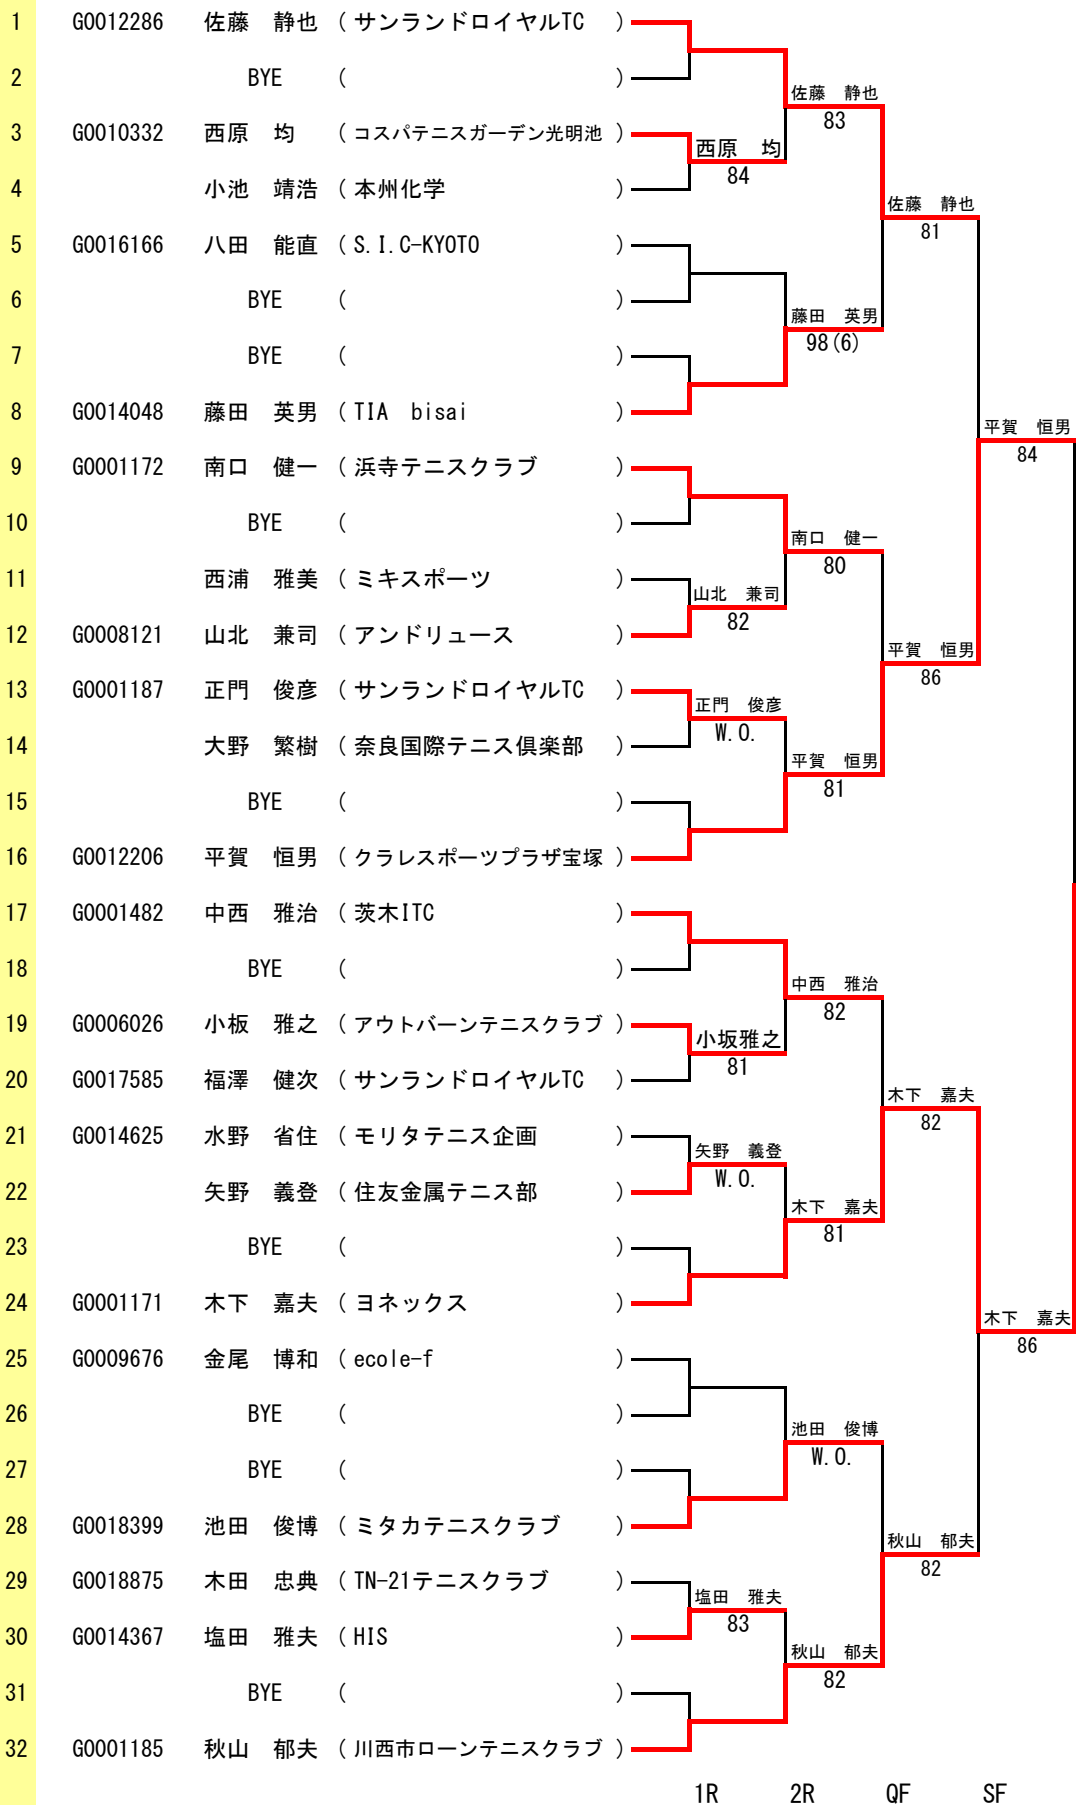 1 G0012286 佐藤　静也 ( サンランドロイヤルTC )
2 BYE ( )
佐藤　静也
83
3 G0010332 西原　均 ( コスパテニスガーデン光明池 )
西原　均
84
4 小池　靖浩 ( 本州化学 )
佐藤　静也
81
5 G0016166 八田　能直 ( S.I.C-KYOTO )
6 BYE ( )
藤田　英男
98(6)
7 BYE ( )
8 G0014048 藤田　英男 ( TIA　bisai )
平賀　恒男
84
9 G0001172 南口　健一 ( 浜寺テニスクラブ )
10 BYE ( )
南口　健一
80
11 西浦　雅美 ( ミキスポーツ )
山北　兼司
82
12 G0008121 山北　兼司 ( アンドリュース )
平賀　恒男
86
13 G0001187 正門　俊彦 ( サンランドロイヤルTC )
正門　俊彦
W.O.
14 大野　繁樹 ( 奈良国際テニス倶楽部 )
平賀　恒男
81
15 BYE ( )
16 G0012206 平賀　恒男 ( クラレスポーツプラザ宝塚 )
17 G0001482 中西　雅治 ( 茨木ITC )
18 BYE ( )
中西　雅治
82
19 G0006026 小板　雅之 ( アウトバーンテニスクラブ )
小坂雅之
81
20 G0017585 福澤　健次 ( サンランドロイヤルTC )
木下　嘉夫
82
21 G0014625 水野　省住 ( モリタテニス企画 )
矢野　義登
W.O.
22 矢野　義登 ( 住友金属テニス部 )
木下　嘉夫
81
23 BYE ( )
24 G0001171 木下　嘉夫 ( ヨネックス )
木下　嘉夫
86
25 G0009676 金尾　博和 ( ecole-f )
26 BYE ( )
池田　俊博
W.O.
27 BYE ( )
28 G0018399 池田　俊博 ( ミタカテニスクラブ )
秋山　郁夫
82
29 G0018875 木田　忠典 ( TN-21テニスクラブ )
塩田　雅夫
83
30 G0014367 塩田　雅夫 ( HIS )
秋山　郁夫
82
31 BYE ( )
32 G0001185 秋山　郁夫 ( 川西市ローンテニスクラブ )
1R 2R QF SF